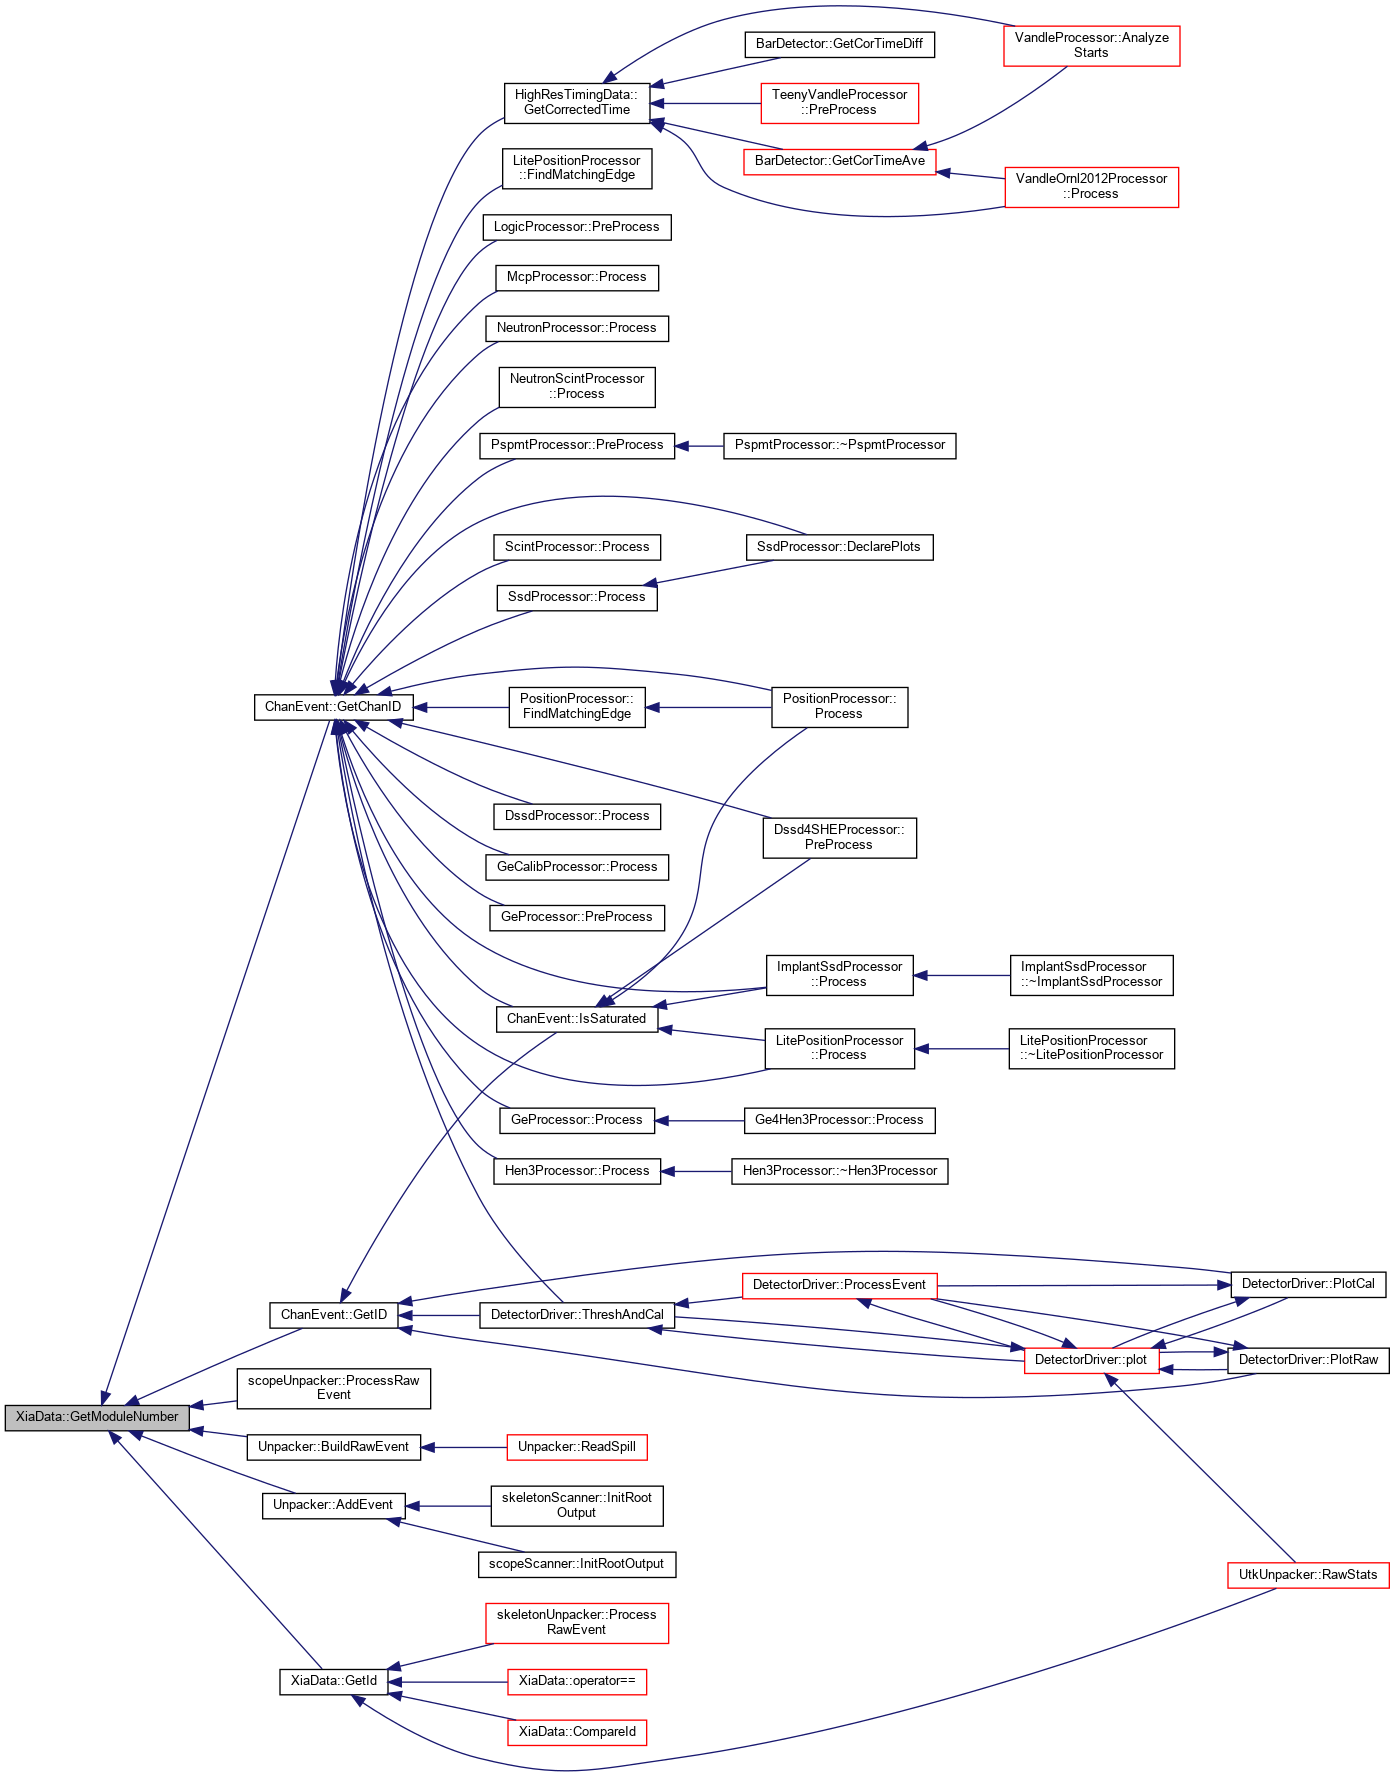 VandleProcessor::Analyze
Starts
BarDetector::GetCorTimeDiff
HighResTimingData::
GetCorrectedTime
TeenyVandleProcessor
::PreProcess
BarDetector::GetCorTimeAve
LitePositionProcessor
::FindMatchingEdge
VandleOrnl2012Processor
::Process
LogicProcessor::PreProcess
McpProcessor::Process
NeutronProcessor::Process
NeutronScintProcessor
::Process
PspmtProcessor::PreProcess
PspmtProcessor::~PspmtProcessor
ScintProcessor::Process
SsdProcessor::DeclarePlots
SsdProcessor::Process
ChanEvent::GetChanID
PositionProcessor::
FindMatchingEdge
PositionProcessor::
Process
DssdProcessor::Process
Dssd4SHEProcessor::
PreProcess
GeCalibProcessor::Process
GeProcessor::PreProcess
ImplantSsdProcessor
::Process
ImplantSsdProcessor
::~ImplantSsdProcessor
ChanEvent::IsSaturated
LitePositionProcessor
::Process
LitePositionProcessor
::~LitePositionProcessor
GeProcessor::Process
Ge4Hen3Processor::Process
Hen3Processor::Process
Hen3Processor::~Hen3Processor
DetectorDriver::ProcessEvent
DetectorDriver::PlotCal
ChanEvent::GetID
DetectorDriver::ThreshAndCal
DetectorDriver::plot
DetectorDriver::PlotRaw
scopeUnpacker::ProcessRaw
Event
XiaData::GetModuleNumber
Unpacker::BuildRawEvent
Unpacker::ReadSpill
Unpacker::AddEvent
skeletonScanner::InitRoot
Output
scopeScanner::InitRootOutput
UtkUnpacker::RawStats
skeletonUnpacker::Process
RawEvent
XiaData::GetId
XiaData::operator==
XiaData::CompareId